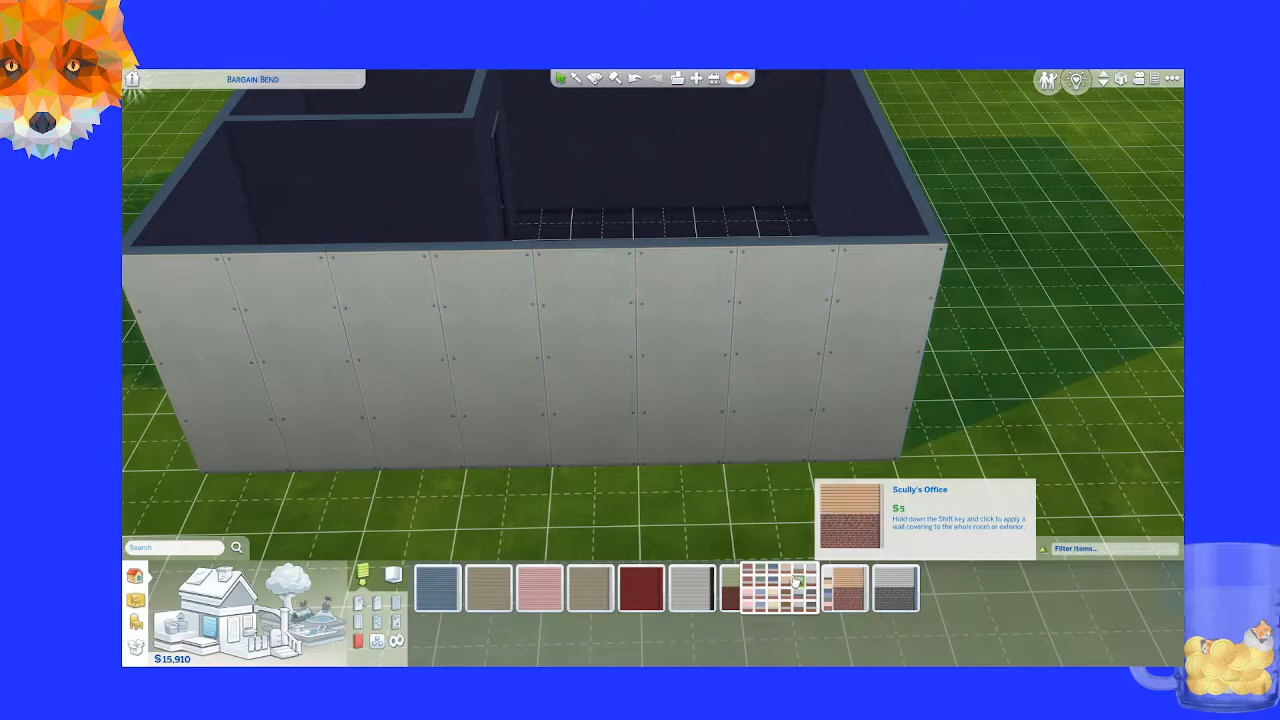 BARGAIN BEND
Scully's Office
§5
Hold down the Shift key and click to apply a
wall covering to the whole room or exterior.
Search
Filter Items...
§15,910